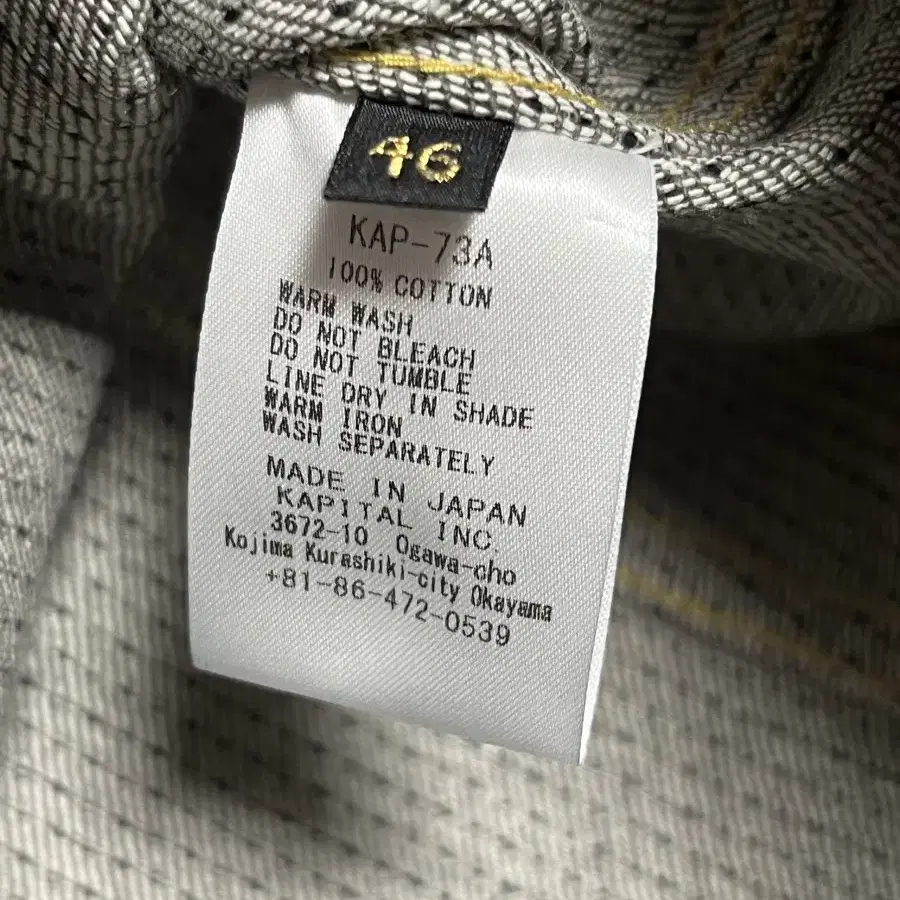 46
KAP-73A
100% COTTON
WARM WASH
DO NOT BLEACH
DO NOT TUMBLE
LINE DRY IN SHADE
WARM IRON
WASH SEPARATELY
MADE IN JAPAN
KAPITAL INC.
3672-10 Ogawa-cho
Kojima Kurashiki-city Okayama
+81-86-472-0539